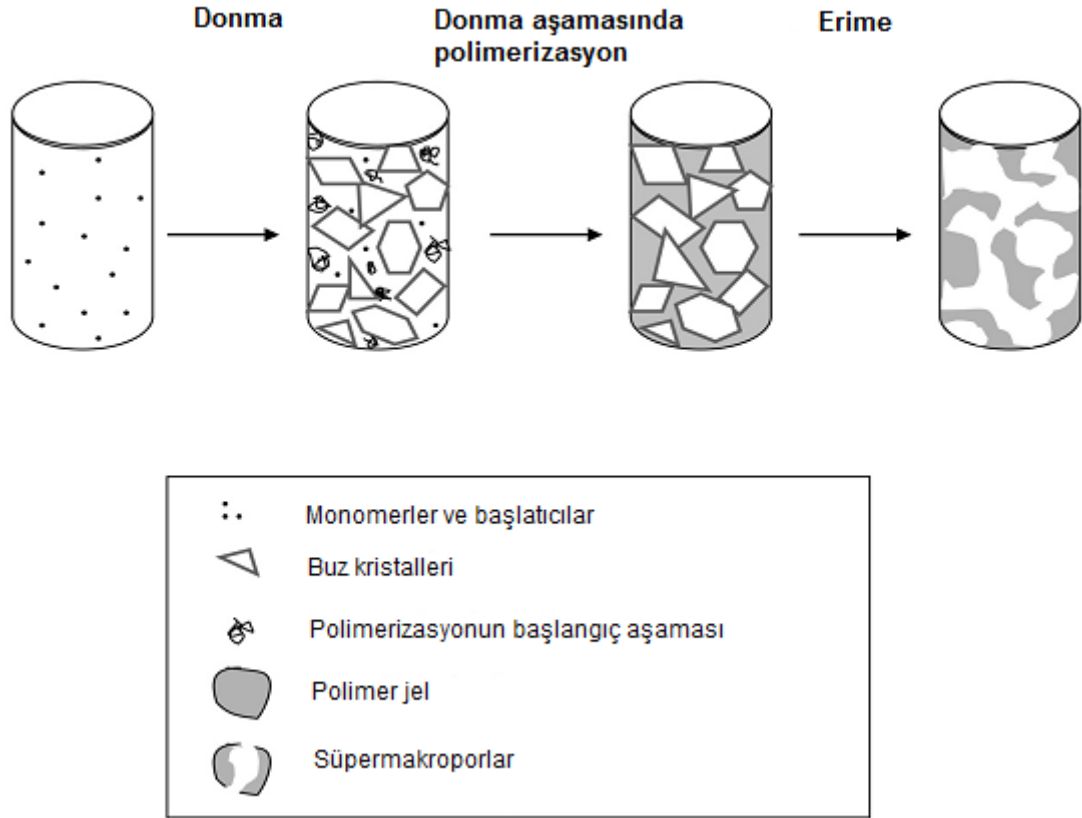 Donma
Donma aşamasında
polimerizasyon
Erime
Monomerler ve başlatıcılar
Buz kristalleri
Polimerizasyonun başlangıç aşaması
Polimer jel
Süpermakroporlar